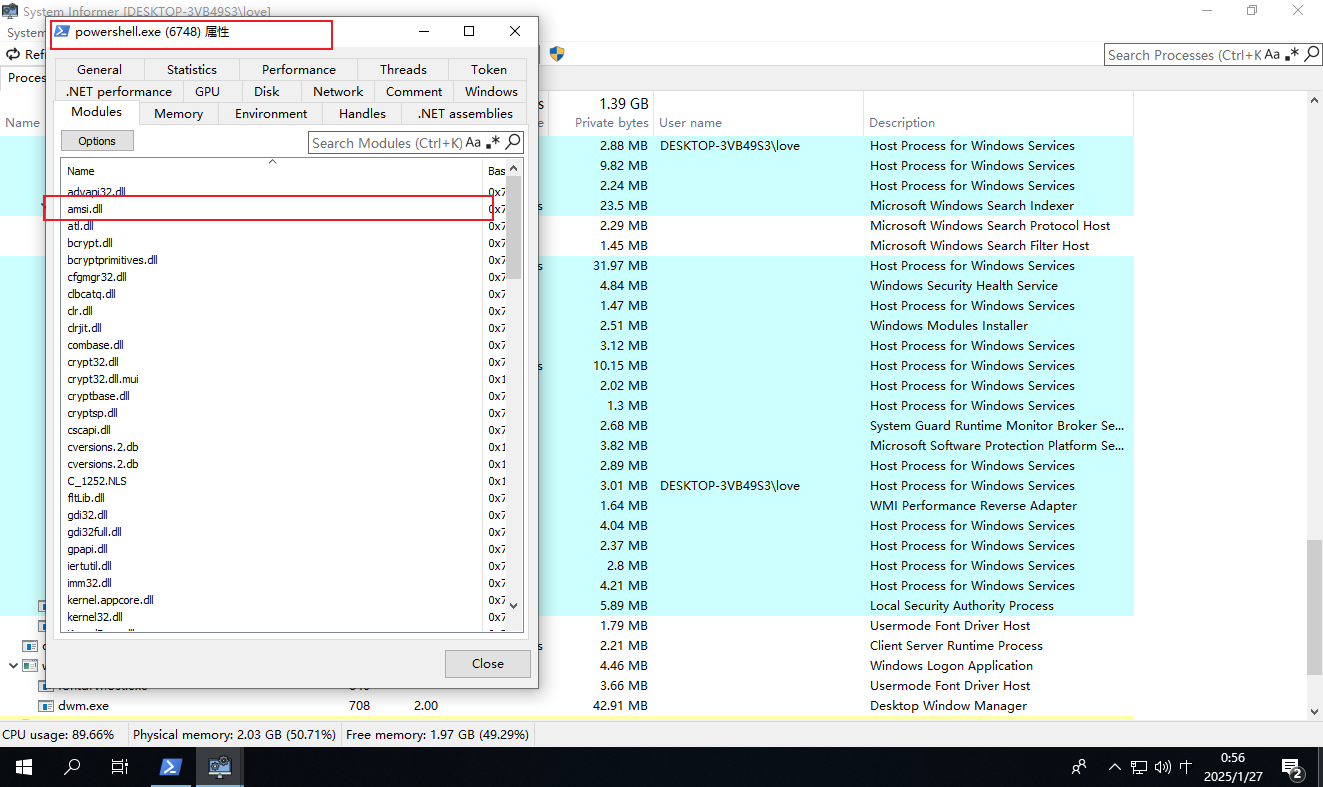 System Informer [DESKTOP-3VB49S3\love]
System
Ref
Search Processes (Ctrl+K) Aa .*
Proces
powershell.exe (6748) 属性
General Statistics Performance Threads Token
.NET performance GPU Disk Network Comment Windows
Modules Memory Environment Handles .NET assemblies
Options
Search Modules (Ctrl+K) Aa .*
Name Bas
advapi32.dll 0x7
amsi.dll 0x7
atl.dll 0x7
bcrypt.dll 0x7
bcryptprimitives.dll 0x7
cfgmgr32.dll 0x7
clbcatq.dll 0x7
clr.dll 0x7
clrjit.dll 0x7
combase.dll 0x7
crypt32.dll 0x7
crypt32.dll.mui 0x1
cryptbase.dll 0x7
cryptsp.dll 0x7
cscapi.dll 0x7
cversions.2.db 0x1
cversions.2.db 0x1
C_1252.NLS 0x1
fltLib.dll 0x7
gdi32.dll 0x7
gdi32full.dll 0x7
gpapi.dll 0x7
iertutil.dll 0x7
imm32.dll 0x7
kernel.appcore.dll 0x7
kernel32.dll 0x7
Close
1.39 GB
Name Private bytes User name Description
2.88 MB DESKTOP-3VB49S3\love Host Process for Windows Services
9.82 MB Host Process for Windows Services
2.24 MB Host Process for Windows Services
23.5 MB Microsoft Windows Search Indexer
2.29 MB Microsoft Windows Search Protocol Host
1.45 MB Microsoft Windows Search Filter Host
31.97 MB Host Process for Windows Services
4.84 MB Windows Security Health Service
1.47 MB Host Process for Windows Services
2.51 MB Windows Modules Installer
3.12 MB Host Process for Windows Services
10.15 MB Host Process for Windows Services
2.02 MB Host Process for Windows Services
1.3 MB Host Process for Windows Services
2.68 MB System Guard Runtime Monitor Broker Se...
3.82 MB Microsoft Software Protection Platform Se...
2.89 MB Host Process for Windows Services
3.01 MB DESKTOP-3VB49S3\love Host Process for Windows Services
1.64 MB WMI Performance Reverse Adapter
4.04 MB Host Process for Windows Services
2.37 MB Host Process for Windows Services
2.8 MB Host Process for Windows Services
4.21 MB Host Process for Windows Services
5.89 MB Local Security Authority Process
1.79 MB Usermode Font Driver Host
2.21 MB Client Server Runtime Process
4.46 MB Windows Logon Application
3.66 MB Usermode Font Driver Host
dwm.exe 708 2.00 42.91 MB Desktop Window Manager
CPU usage: 89.66% Physical memory: 2.03 GB (50.71%) Free memory: 1.97 GB (49.29%)
0:56
2025/1/27
2